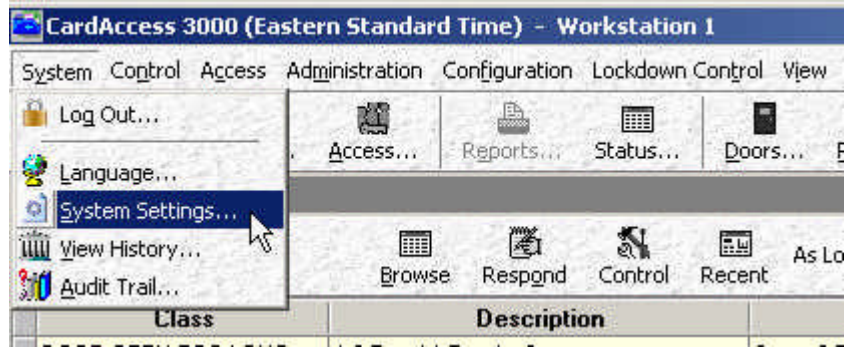 CardAccess 3000 (Eastern Standard Time) - Workstation 1
System Control Access Administration Configuration Lockdown Control View
Log Out...
Access... Reports... Status... Doors...
Language...
System Settings...
View History...
Browse Respond Control Recent As Lo
Audit Trail...
Class Description